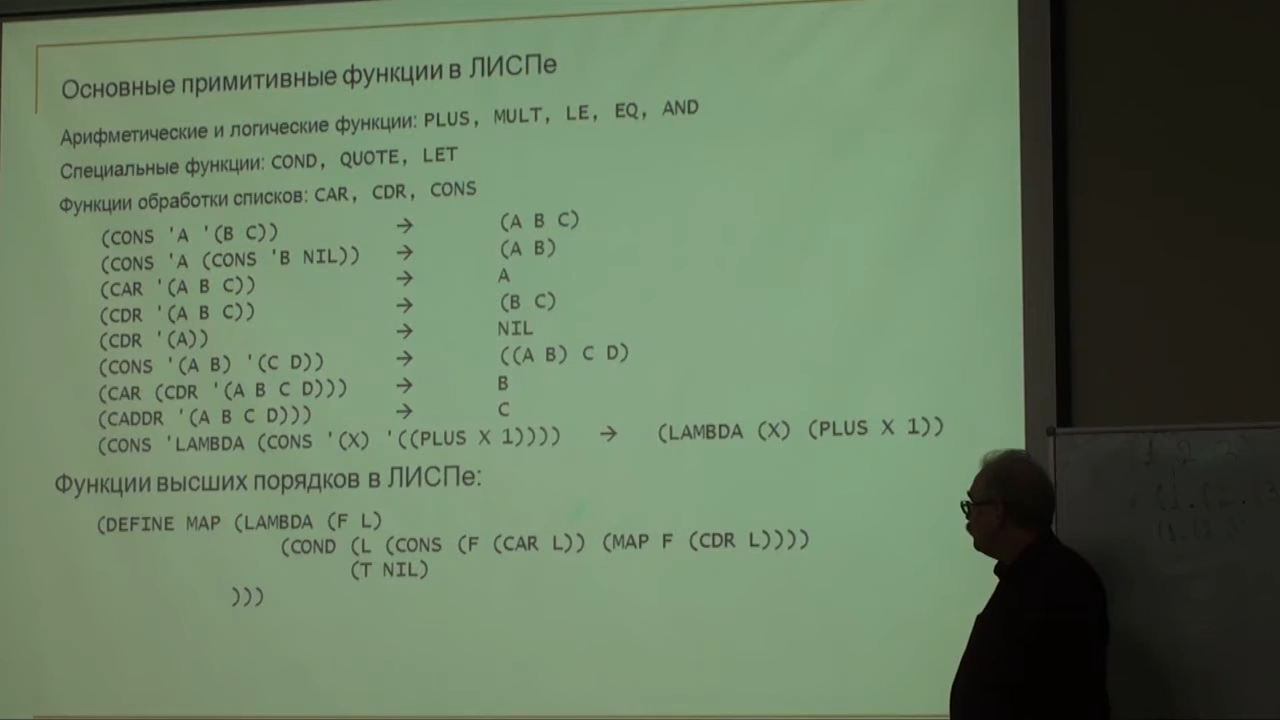 Основные примитивные функции в ЛИСПе
Арифметические и логические функции: PLUS, MULT, LE, EQ, AND
Специальные функции: COND, QUOTE, LET
Функции обработки списков: CAR, CDR, CONS
(CONS 'A '(B C)) → (A B C)
(CONS 'A (CONS 'B NIL)) → (A B)
(CAR '(A B C)) → A
(CDR '(A B C)) → (B C)
(CDR '(A)) → NIL
(CONS '(A B) '(C D)) → ((A B) C D)
(CAR (CDR '(A B C D))) → B
(CADDR '(A B C D))) → C
(CONS 'LAMBDA (CONS '(X) '((PLUS X 1)))) → (LAMBDA (X) (PLUS X 1))
Функции высших порядков в ЛИСПе:
(DEFINE MAP (LAMBDA (F L)
(COND (L (CONS (F (CAR L)) (MAP F (CDR L))))
(T NIL)
)))